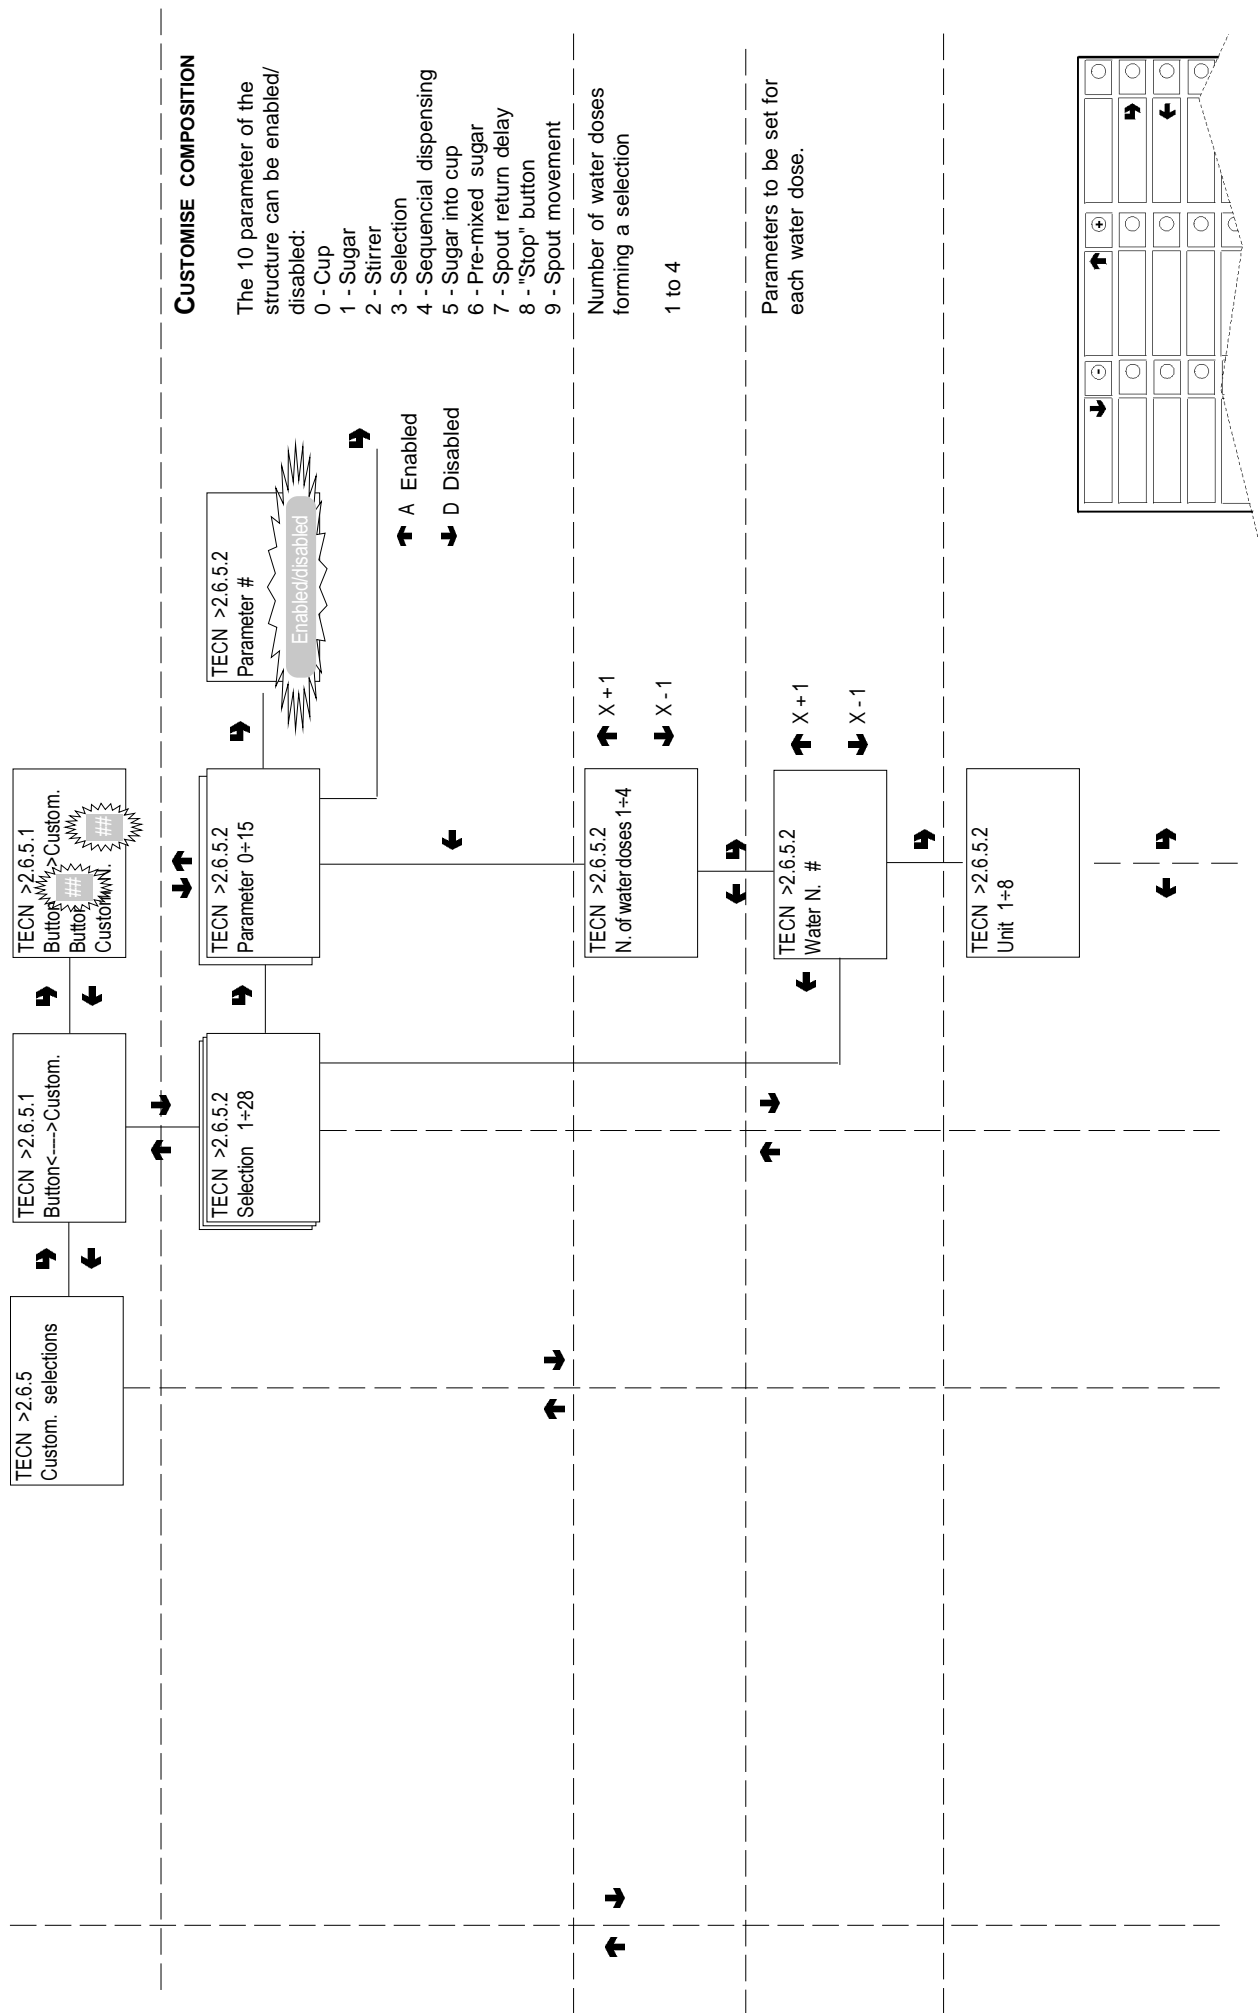 TECN >2.6.5
Custom. selections
TECN >2.6.5.1
Button<---->Custom.
TECN >2.6.5.1
>Custom.
##
##
CUSTOMISE COMPOSITION
The 10 parameter of the
structure can be enabled/
disabled:
0 - Cup
1 - Sugar
2 - Stirrer
3 - Selection
4 - Sequencial dispensing
5 - Sugar into cup
6 - Pre-mixed sugar
7 - Spout return delay
8 - "Stop" button
9 - Spout movement
TECN >2.6.5.2
Selection 1÷28
TECN >2.6.5.2
Parameter 0÷15
TECN >2.6.5.2
Parameter #
Enabled/disabled
A Enabled
D Disabled
TECN >2.6.5.2
N. of water doses 1÷4
X + 1
X - 1
Number of water doses
forming a selection
1 to 4
TECN >2.6.5.2
Water N. #
X + 1
X - 1
Parameters to be set for
each water dose.
TECN >2.6.5.2
Unit 1÷8
- +